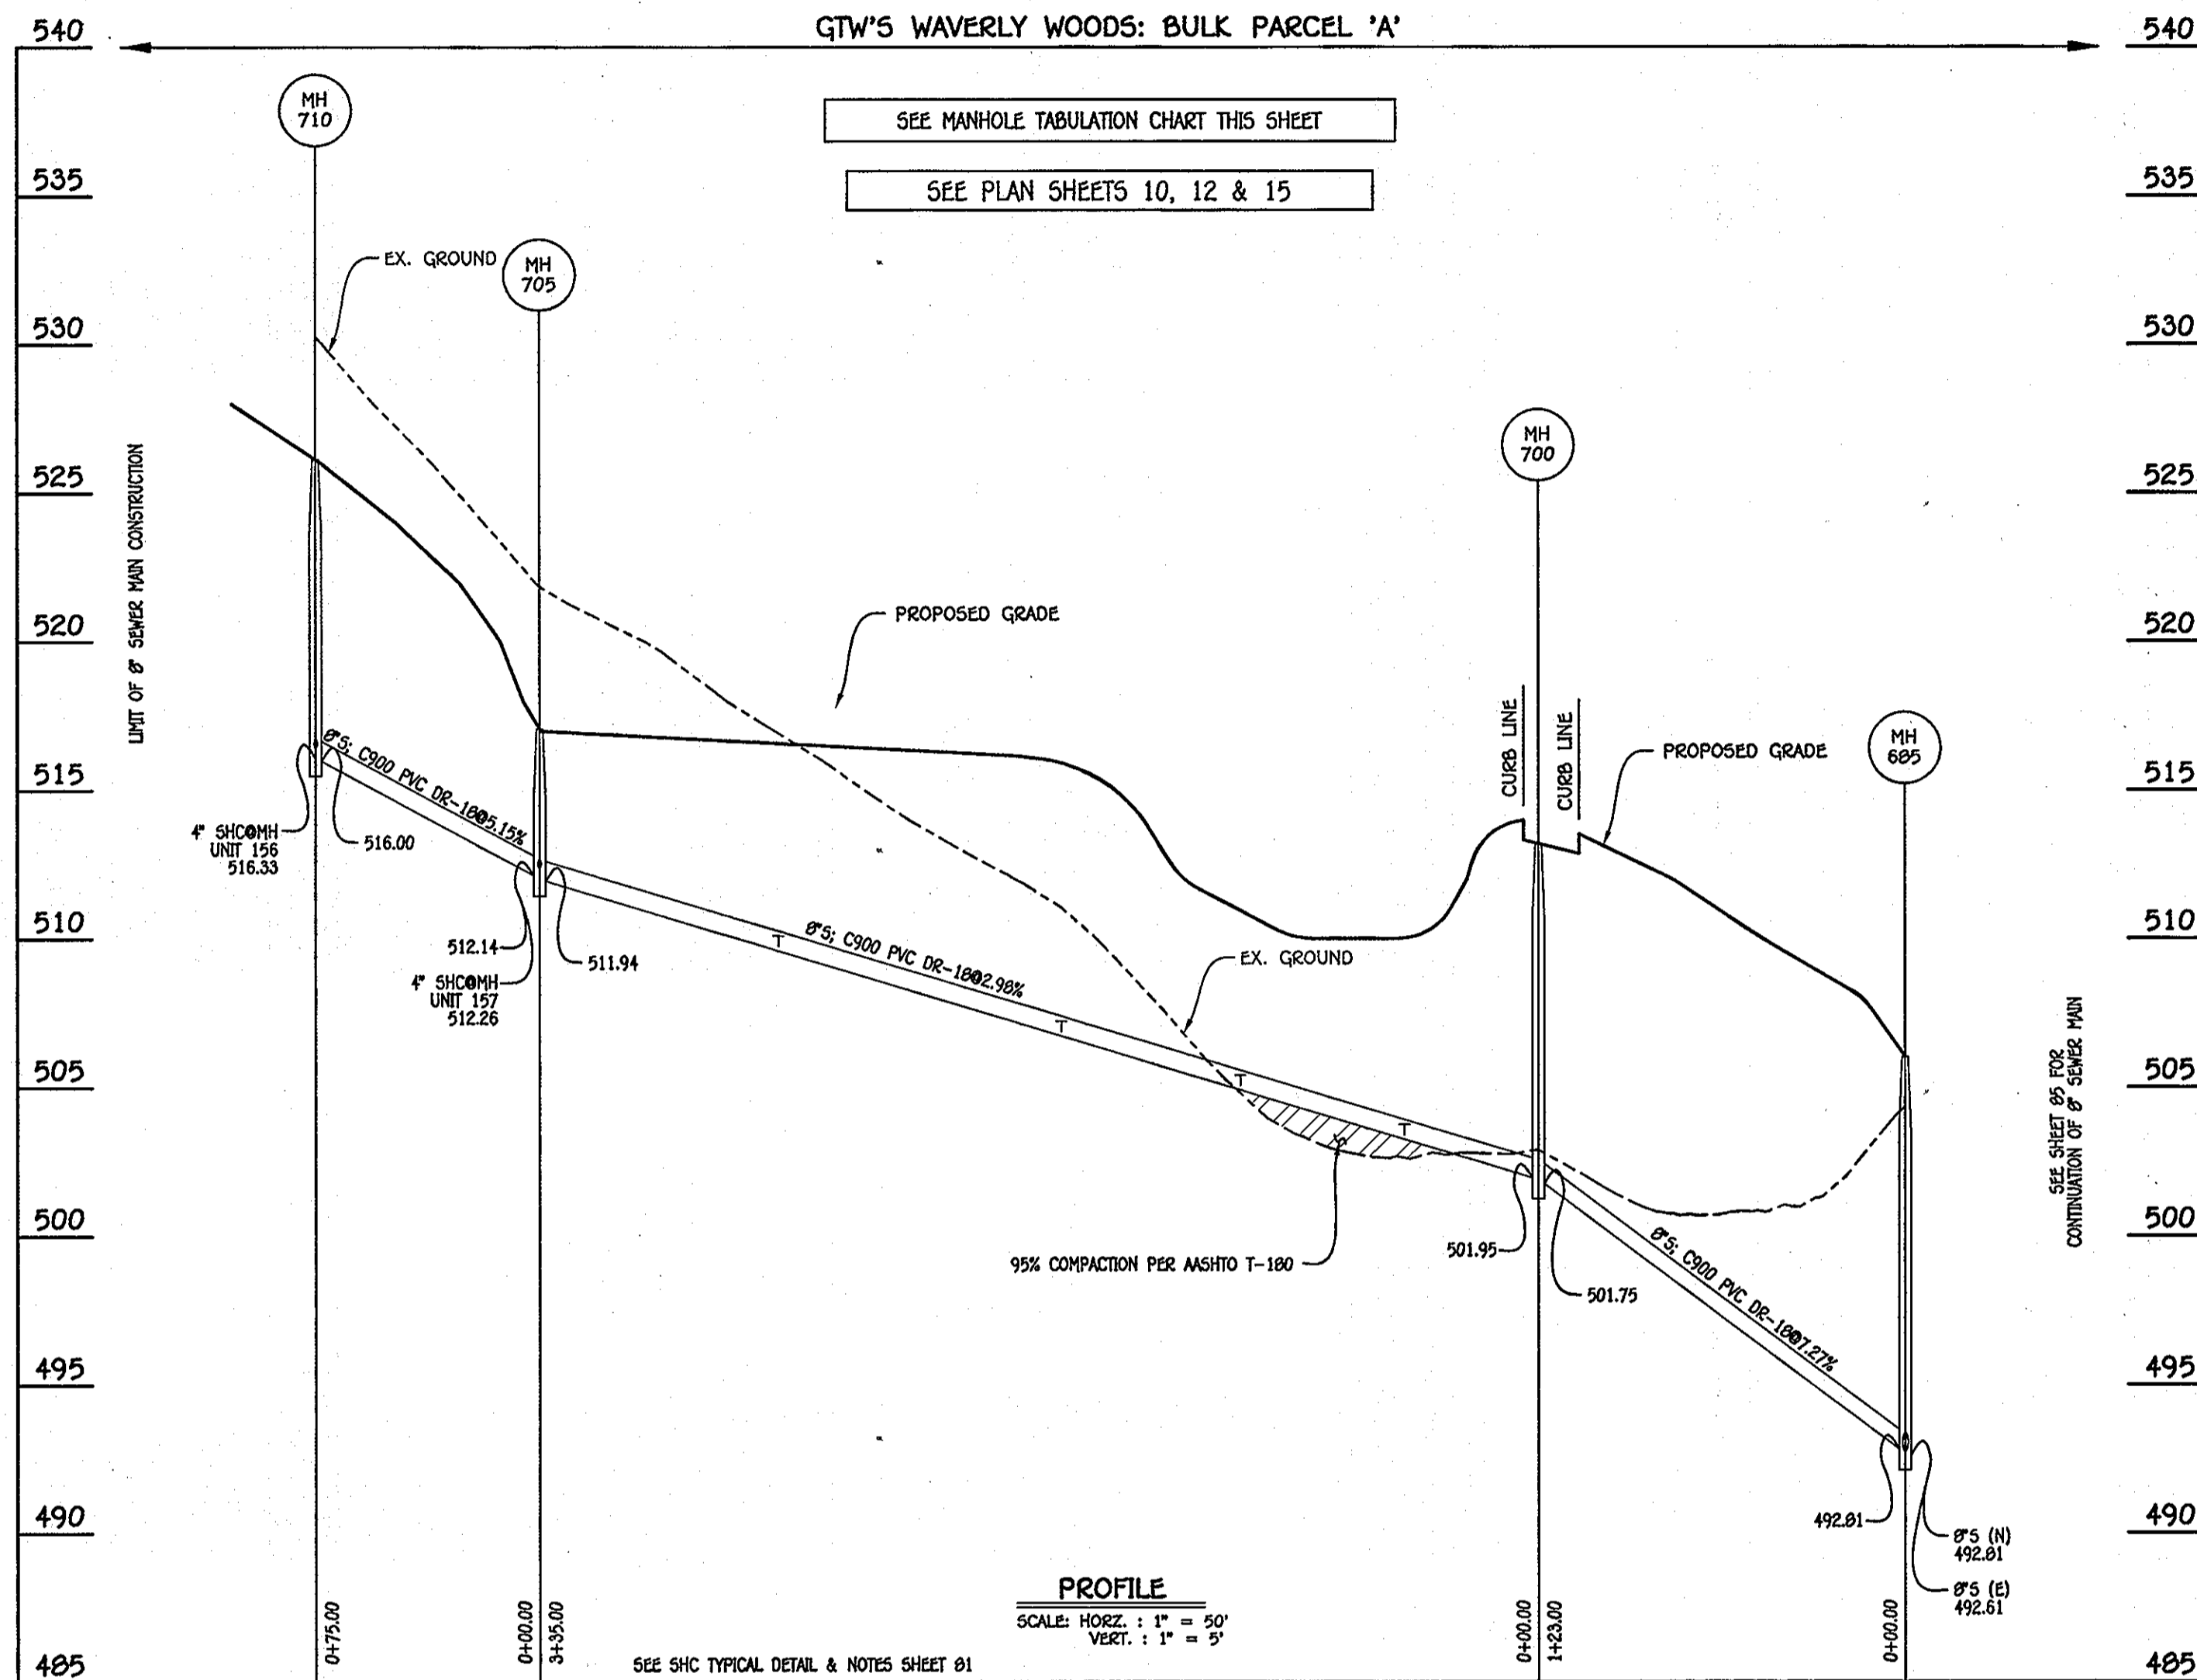 GTW'S WAVERLY WOODS: BULK PARCEL 'A'
540
540
MH
710
SEE MANHOLE TABULATION CHART THIS SHEET
SEE PLAN SHEETS 10, 12 & 15
535
535
EX. GROUND
MH
705
530
530
MH
700
525
525
LIMIT OF 8" SEWER MAIN CONSTRUCTION
520
520
PROPOSED GRADE
CURB LINE
CURB LINE
PROPOSED GRADE
MH
685
515
515
8"S; C900 PVC DR-18@5.15%
4" SHC@MH
UNIT 156
516.33
516.00
510
510
512.14
511.94
4" SHC@MH
UNIT 157
512.26
8"S; C900 PVC DR-18@2.98%
T
T
T
T
EX. GROUND
505
505
SEE SHEET 85 FOR
CONTINUATION OF 8" SEWER MAIN
500
500
95% COMPACTION PER AASHTO T-180
501.95
501.75
8"S; C900 PVC DR-18@7.27%
495
495
490
490
492.81
8"S (N)
492.81
8"S (E)
492.61
PROFILE
SCALE: HORZ. : 1" = 50'
VERT. : 1" = 5'
0+75.00
0+00.00
3+35.00
0+00.00
1+23.00
0+00.00
485
485
SEE SHC TYPICAL DETAIL & NOTES SHEET 81